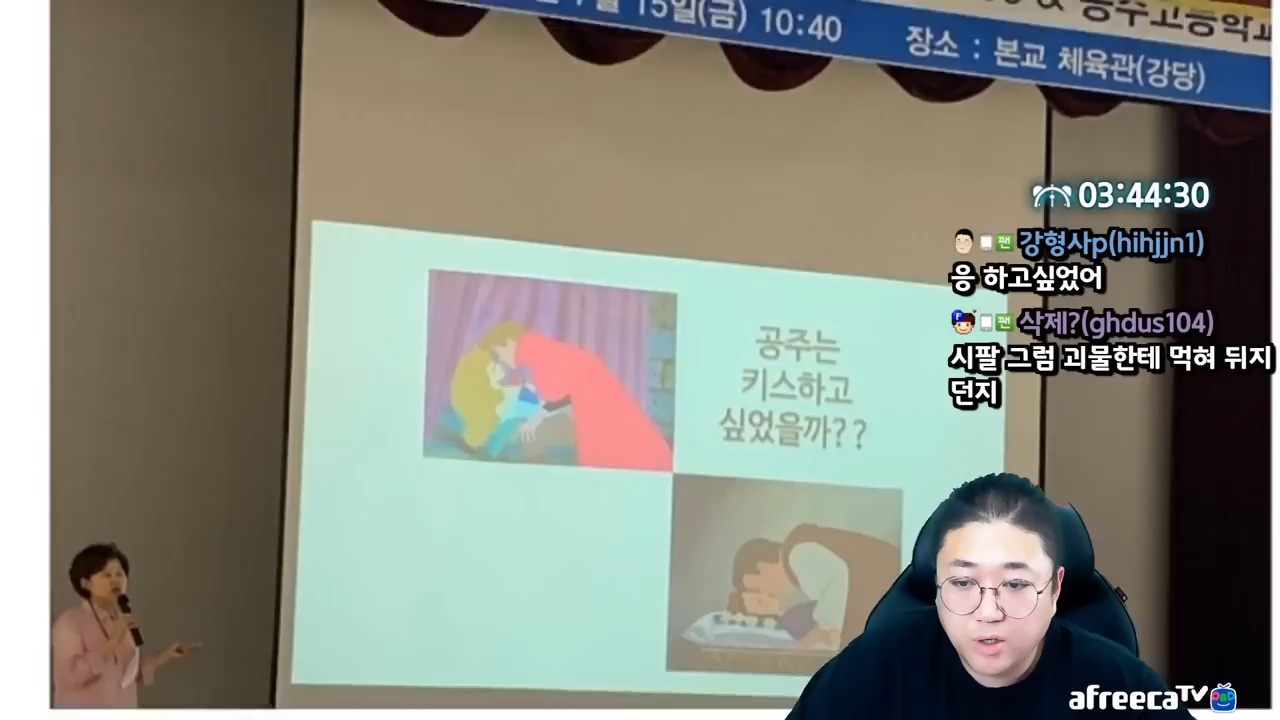 15일(금) 10:40
장소 : 본교 체육관(강당)
03:44:30
팬 강형사p(hihjjn1)
응 하고싶었어
팬 삭제?(ghdus104)
시팔 그럼 괴물한테 먹혀 뒤지
던지
공주는
키스하고
싶었을까??
afreecaTV